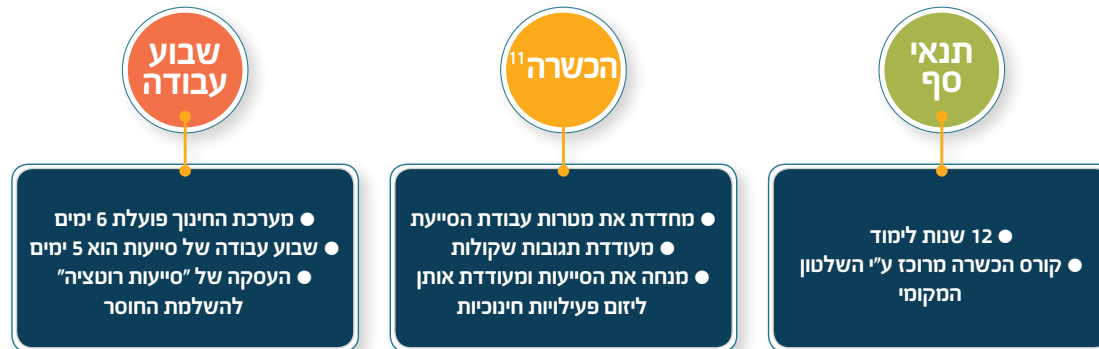 תנאי
סף
● 12 שנות לימוד
● קורס הכשרה מרוכז ע"י השלטון
המקומי
הכשרה11
● מחדדת את מטרות עבודת הסייעת
● מעודדת תגובות שקולות
● מנחה את הסייעות ומעודדת אותן
ליזום פעילויות חינוכיות
שבוע
עבודה
● מערכת החינוך פועלת 6 ימים
● שבוע עבודה של סייעות הוא 5 ימים
● העסקה של "סייעות רוטציה"
להשלמת החוסר